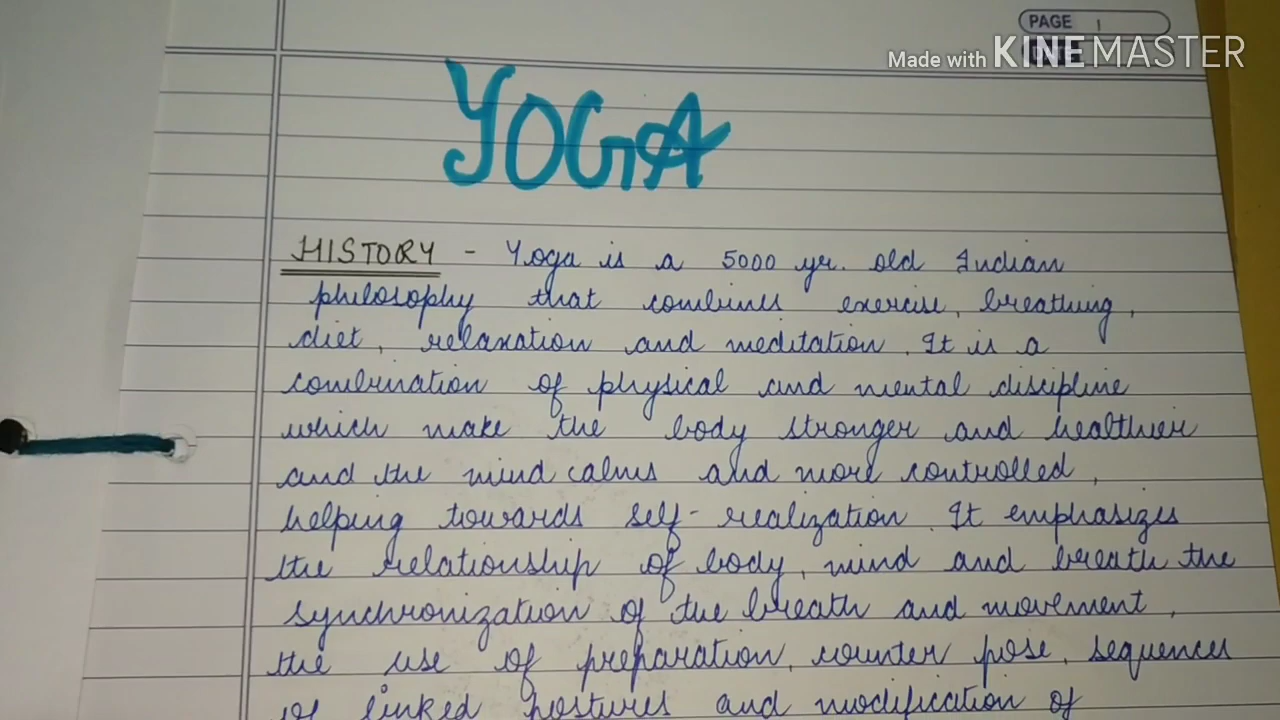 PAGE 1
Made with KINEMASTER
YOGA
HISTORY - Yoga is a 5000 yr. old Indian
philosophy that combines exercise, breathing,
diet, relaxation and meditation. It is a
combination of physical and mental discipline
which make the body stronger and healthier
and the mind calms and more controlled,
helping towards self-realization. It emphasizes
the relationship of body, mind and breath the
synchronization of the breath and movement,
the use of preparation, counter pose, sequences
of linked postures and modification of